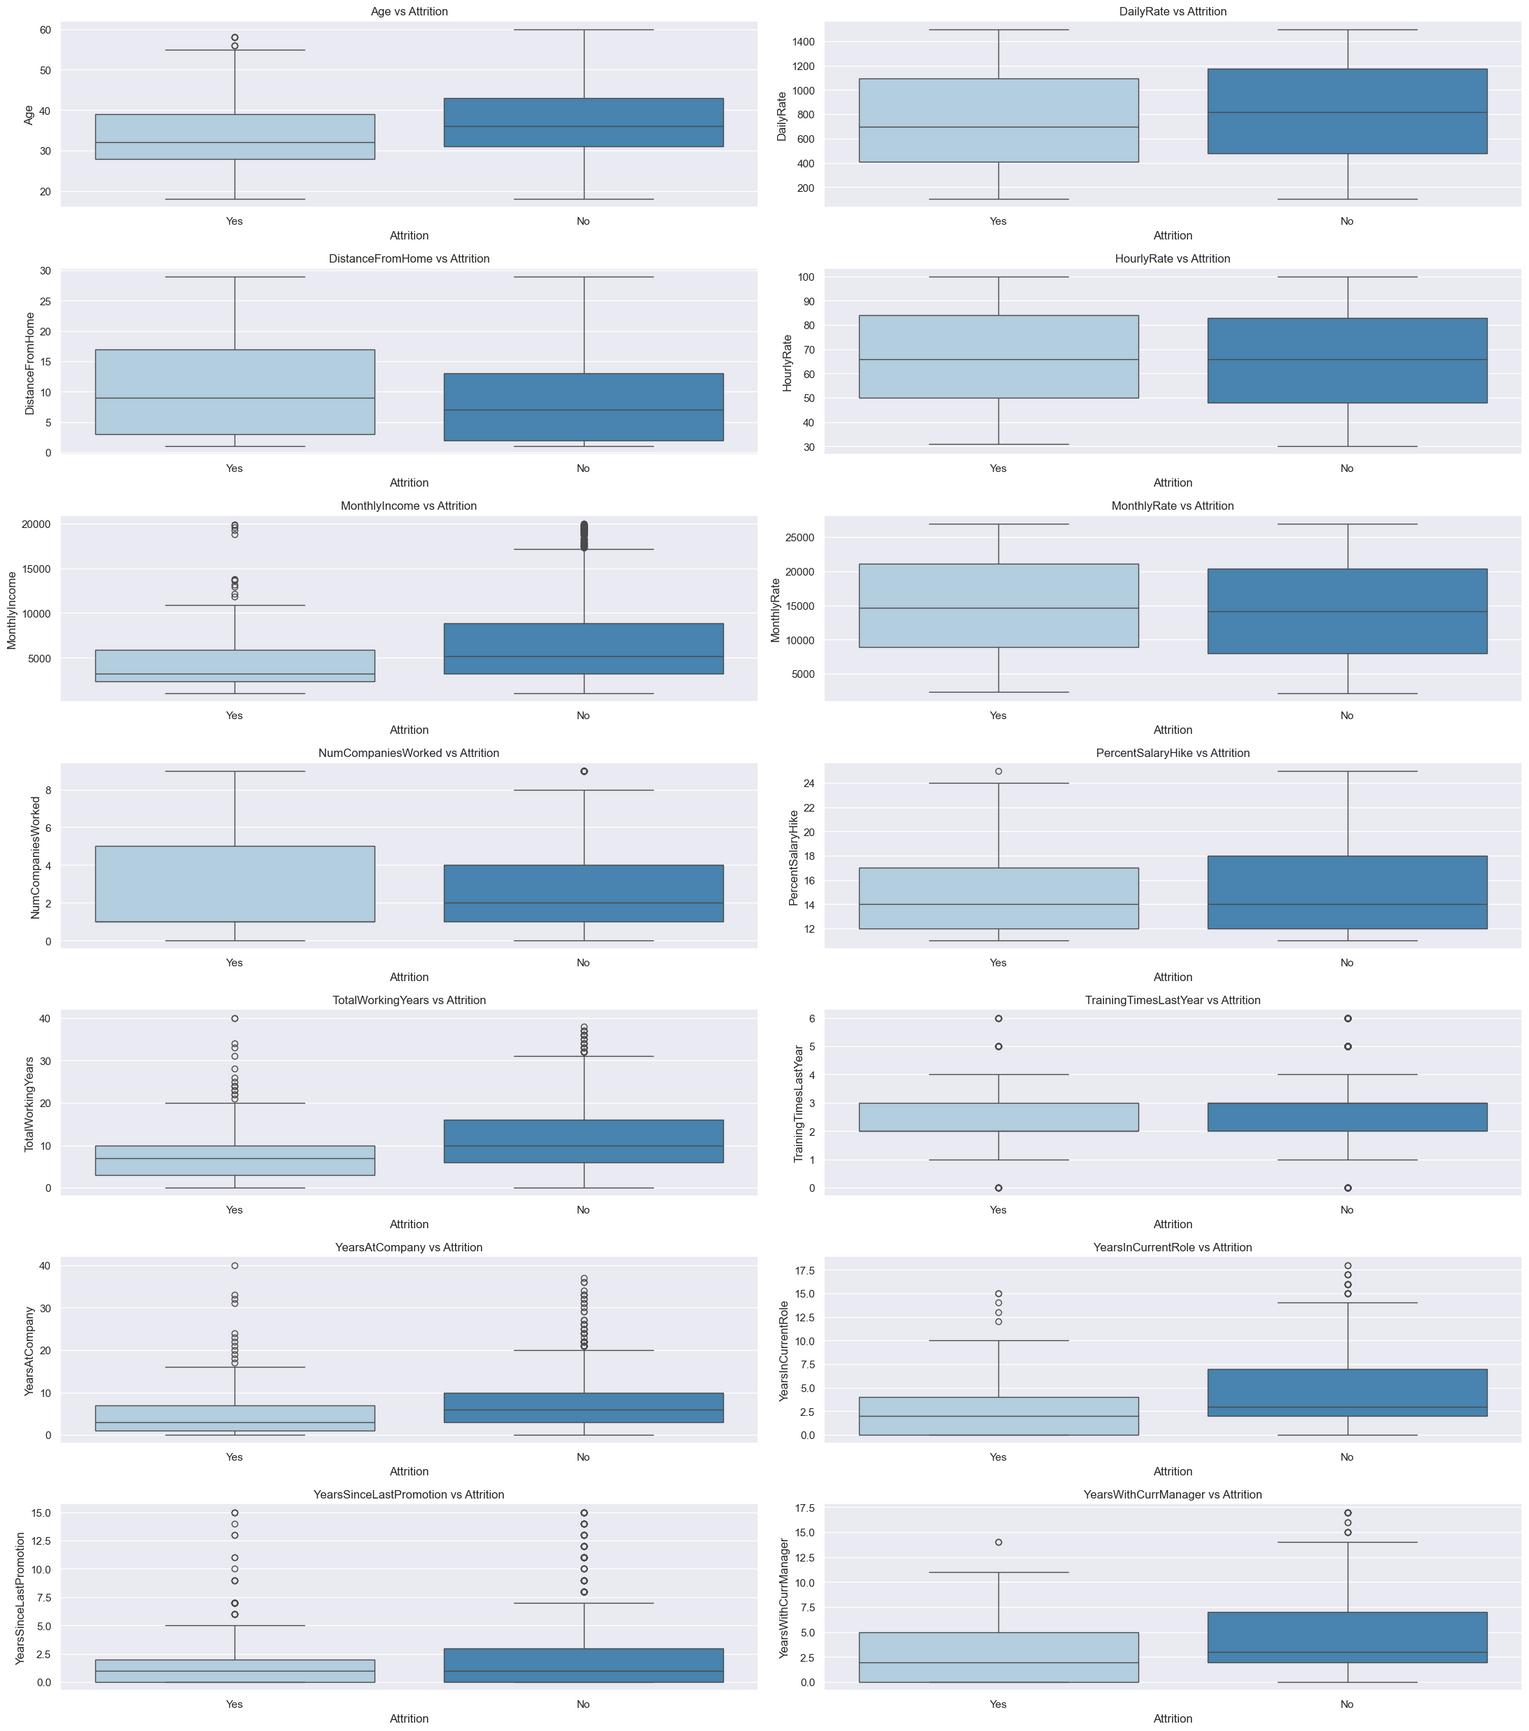 Age vs Attrition
60
50
40
30
20
Age
Yes
No
Attrition
DailyRate vs Attrition
1400
1200
1000
800
600
400
200
DailyRate
Yes
No
Attrition
DistanceFromHome vs Attrition
30
25
20
15
10
5
0
DistanceFromHome
Yes
No
Attrition
HourlyRate vs Attrition
100
90
80
70
60
50
40
30
HourlyRate
Yes
No
Attrition
MonthlyIncome vs Attrition
20000
15000
10000
5000
MonthlyIncome
Yes
No
Attrition
MonthlyRate vs Attrition
25000
20000
15000
10000
5000
MonthlyRate
Yes
No
Attrition
NumCompaniesWorked vs Attrition
8
6
4
2
0
NumCompaniesWorked
Yes
No
Attrition
PercentSalaryHike vs Attrition
24
22
20
18
16
14
12
PercentSalaryHike
Yes
No
Attrition
TotalWorkingYears vs Attrition
40
30
20
10
0
TotalWorkingYears
Yes
No
Attrition
TrainingTimesLastYear vs Attrition
6
5
4
3
2
1
0
TrainingTimesLastYear
Yes
No
Attrition
YearsAtCompany vs Attrition
40
30
20
10
0
YearsAtCompany
Yes
No
Attrition
YearsInCurrentRole vs Attrition
17.5
15.0
12.5
10.0
7.5
5.0
2.5
0.0
YearsInCurrentRole
Yes
No
Attrition
YearsSinceLastPromotion vs Attrition
15.0
12.5
10.0
7.5
5.0
2.5
0.0
YearsSinceLastPromotion
Yes
No
Attrition
YearsWithCurrManager vs Attrition
17.5
15.0
12.5
10.0
7.5
5.0
2.5
0.0
YearsWithCurrManager
Yes
No
Attrition